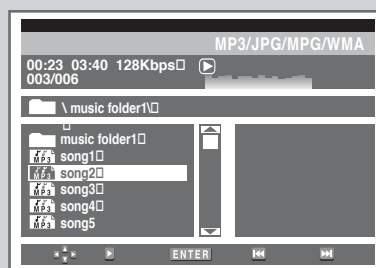 MP3/JPG/MPG/WMA
00:23 03:40 128Kbps
003/006
\ music folder1\
music folder1
MP3 song1
MP3 song2
MP3 song3
MP3 song4
MP3 song5
ENTER